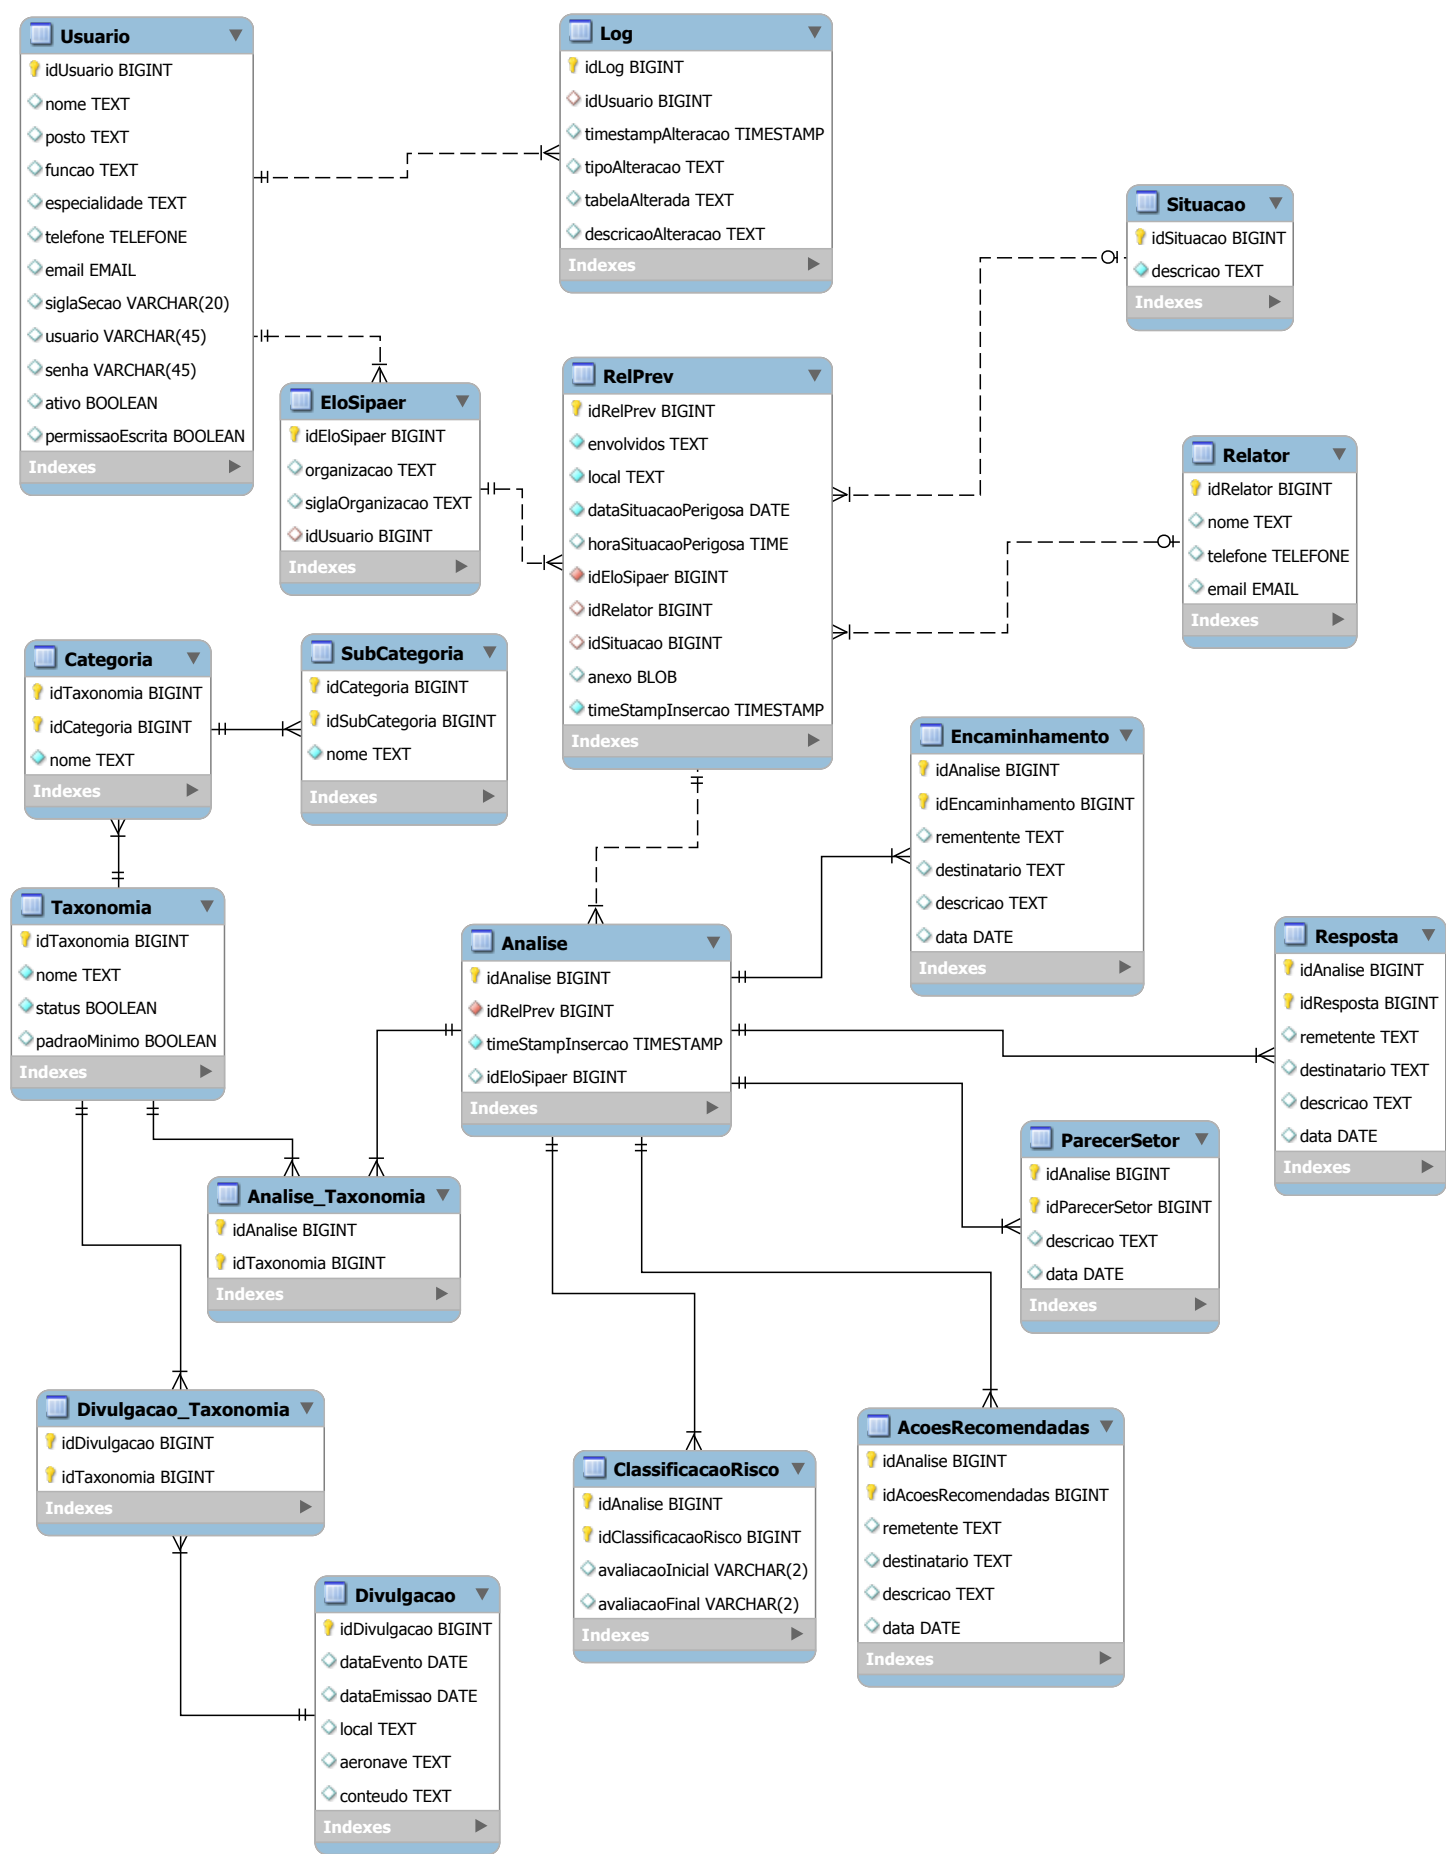 Usuario
idUsuario BIGINT
nome TEXT
posto TEXT
funcao TEXT
especialidade TEXT
telefone TELEFONE
email EMAIL
siglaSecao VARCHAR(20)
usuario VARCHAR(45)
senha VARCHAR(45)
ativo BOOLEAN
permissaoEscrita BOOLEAN
Indexes
Log
idLog BIGINT
idUsuario BIGINT
timestampAlteracao TIMESTAMP
tipoAlteracao TEXT
tabelaAlterada TEXT
descricaoAlteracao TEXT
Indexes
Situacao
idSituacao BIGINT
descricao TEXT
Indexes
EloSipaer
idEloSipaer BIGINT
organizacao TEXT
siglaOrganizacao TEXT
idUsuario BIGINT
Indexes
RelPrev
idRelPrev BIGINT
envolvidos TEXT
local TEXT
dataSituacaoPerigosa DATE
horaSituacaoPerigosa TIME
idEloSipaer BIGINT
idRelator BIGINT
idSituacao BIGINT
anexo BLOB
timeStampInsercao TIMESTAMP
Indexes
Relator
idRelator BIGINT
nome TEXT
telefone TELEFONE
email EMAIL
Indexes
Categoria
idTaxonomia BIGINT
idCategoria BIGINT
nome TEXT
Indexes
SubCategoria
idCategoria BIGINT
idSubCategoria BIGINT
nome TEXT
Indexes
Encaminhamento
idAnalise BIGINT
idEncaminhamento BIGINT
rementente TEXT
destinatario TEXT
descricao TEXT
data DATE
Indexes
Taxonomia
idTaxonomia BIGINT
nome TEXT
status BOOLEAN
padraoMinimo BOOLEAN
Indexes
Analise
idAnalise BIGINT
idRelPrev BIGINT
timeStampInsercao TIMESTAMP
idEloSipaer BIGINT
Indexes
Resposta
idAnalise BIGINT
idResposta BIGINT
remetente TEXT
destinatario TEXT
descricao TEXT
data DATE
Indexes
ParecerSetor
idAnalise BIGINT
idParecerSetor BIGINT
descricao TEXT
data DATE
Indexes
Analise_Taxonomia
idAnalise BIGINT
idTaxonomia BIGINT
Indexes
Divulgacao_Taxonomia
idDivulgacao BIGINT
idTaxonomia BIGINT
Indexes
ClassificacaoRisco
idAnalise BIGINT
idClassificacaoRisco BIGINT
avaliacaoInicial VARCHAR(2)
avaliacaoFinal VARCHAR(2)
Indexes
AcoesRecomendadas
idAnalise BIGINT
idAcoesRecomendadas BIGINT
remetente TEXT
destinatario TEXT
descricao TEXT
data DATE
Indexes
Divulgacao
idDivulgacao BIGINT
dataEvento DATE
dataEmissao DATE
local TEXT
aeronave TEXT
conteudo TEXT
Indexes